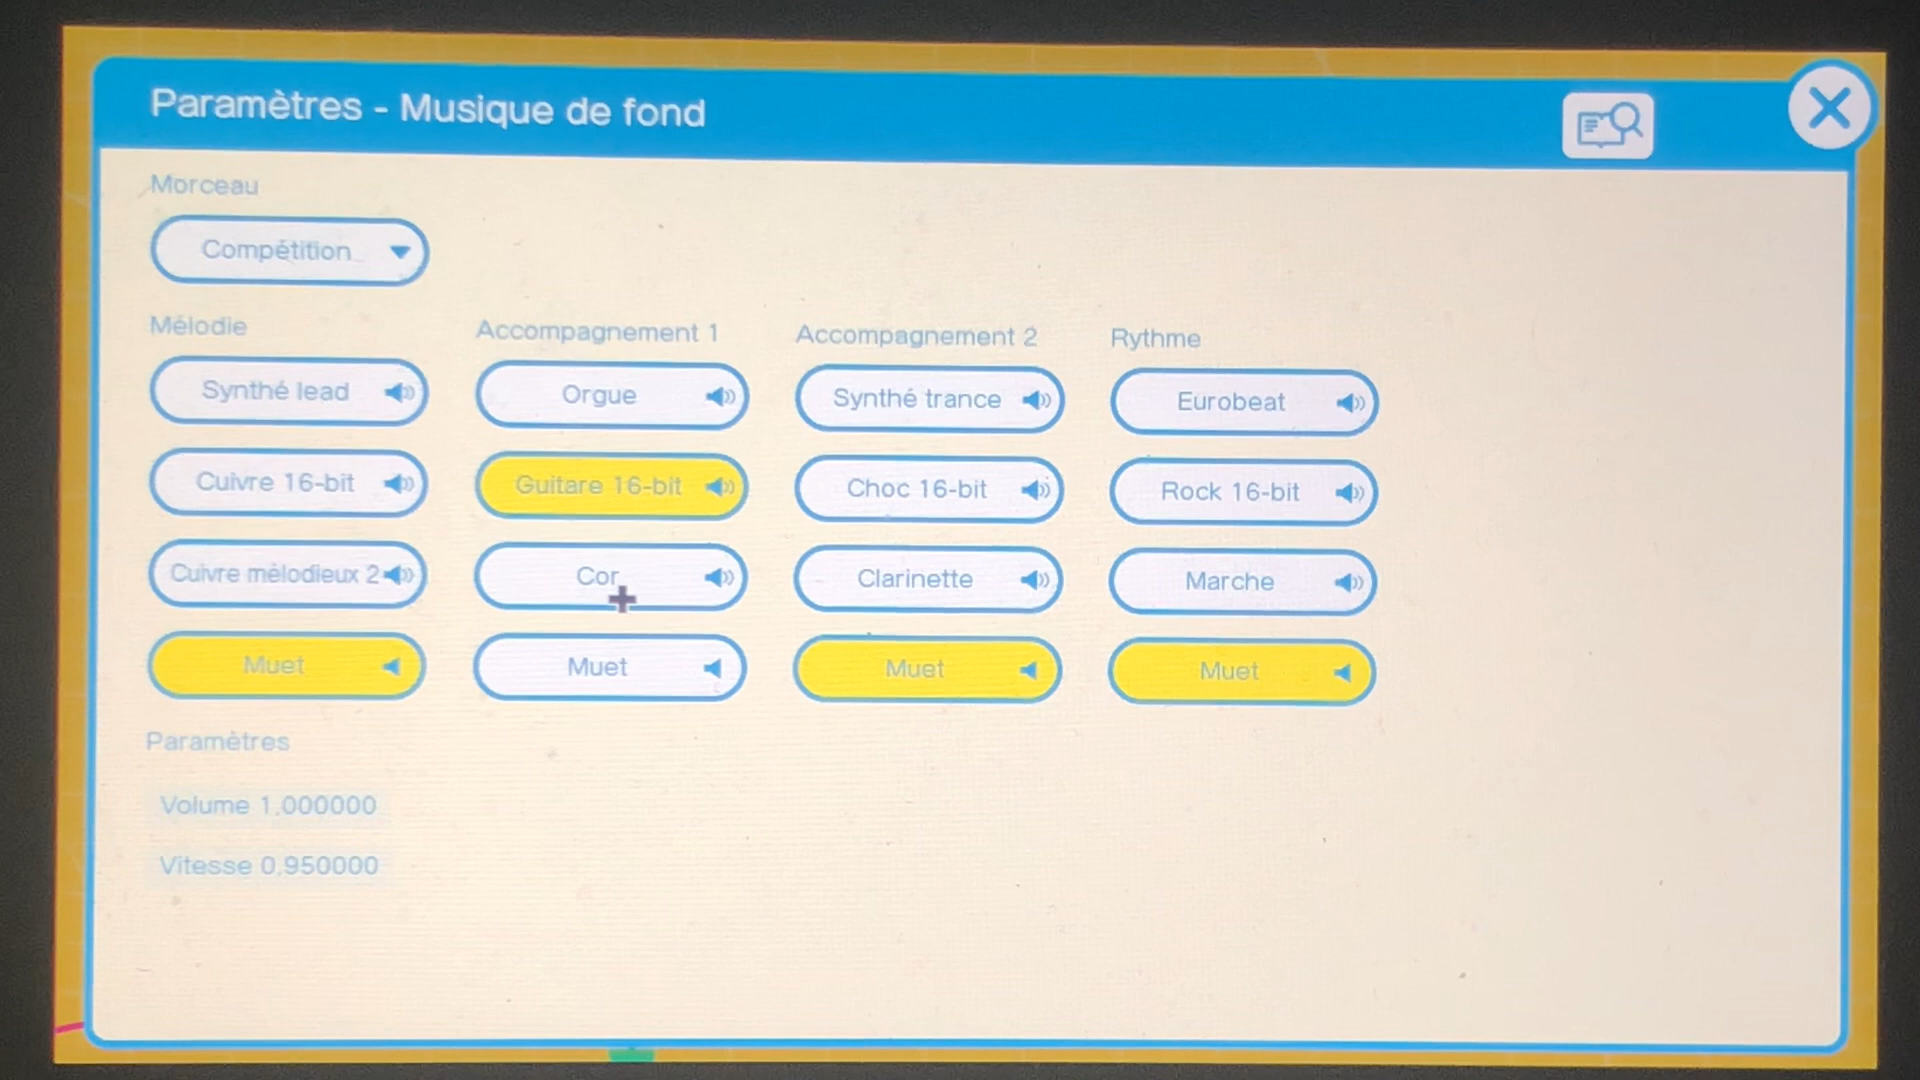 Paramètres - Musique de fond
Morceau
Compétition
Mélodie
Accompagnement 1
Accompagnement 2
Rythme
Synthé lead
Orgue
Synthé trance
Eurobeat
Cuivre 16-bit
Guitare 16-bit
Choc 16-bit
Rock 16-bit
Cuivre mélodieux 2
Cor
Clarinette
Marche
Muet
Muet
Muet
Muet
Paramètres
Volume 1,000000
Vitesse 0,950000